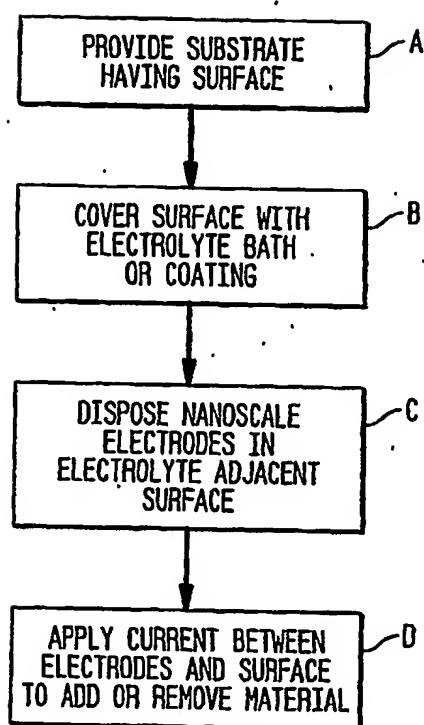 PROVIDE SUBSTRATE
HAVING SURFACE
A
COVER SURFACE WITH
ELECTROLYTE BATH
OR COATING
B
DISPOSE NANOSCALE
ELECTRODES IN
ELECTROLYTE ADJACENT
SURFACE
C
APPLY CURRENT BETWEEN
ELECTRODES AND SURFACE
TO ADD OR REMOVE MATERIAL
D